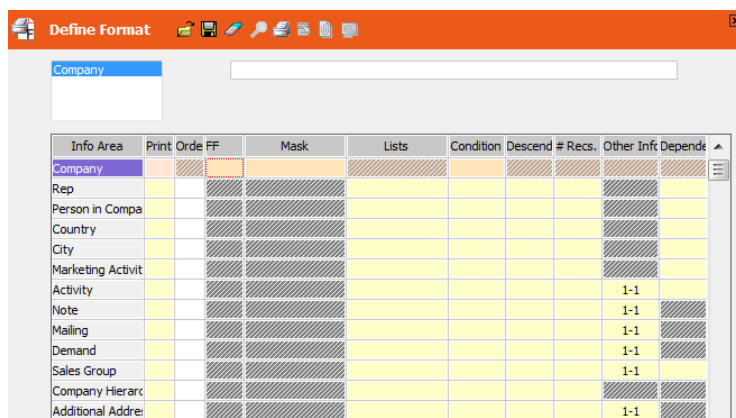 Define Format
Company
Info Area Print Orde FF Mask Lists Condition Descend # Recs. Other Info Depende
Company
Rep
Person in Compa
Country
City
Marketing Activit
Activity 1-1
Note 1-1
Mailing 1-1
Demand 1-1
Sales Group 1-1
Company Hierarc
Additional Addre 1-1